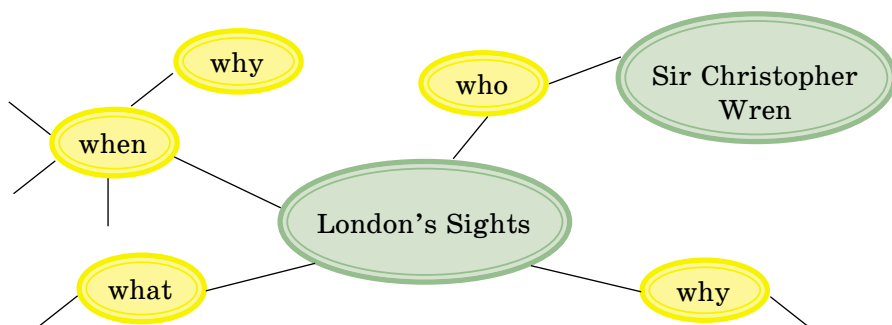 why
who
Sir Christopher
Wren
when
London's Sights
what
why